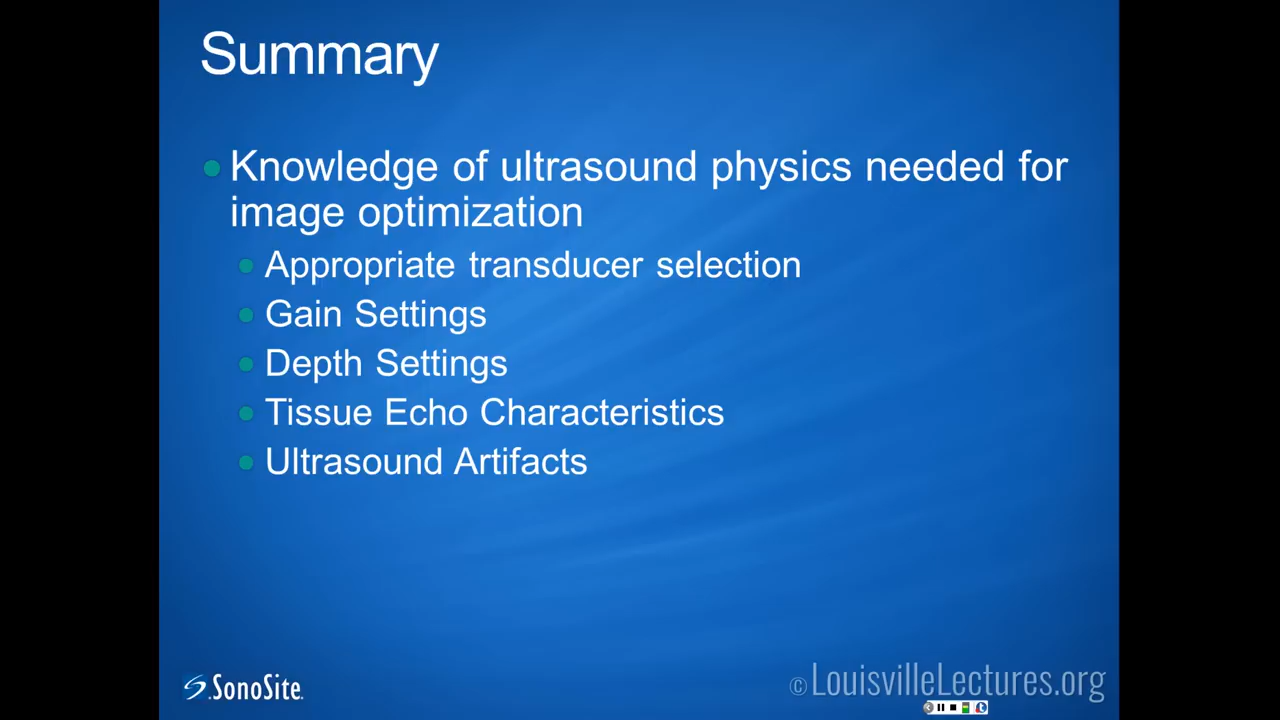 Summary
Knowledge of ultrasound physics needed for
image optimization
Appropriate transducer selection
Gain Settings
Depth Settings
Tissue Echo Characteristics
Ultrasound Artifacts
SonoSite
© LouisvilleLectures.org